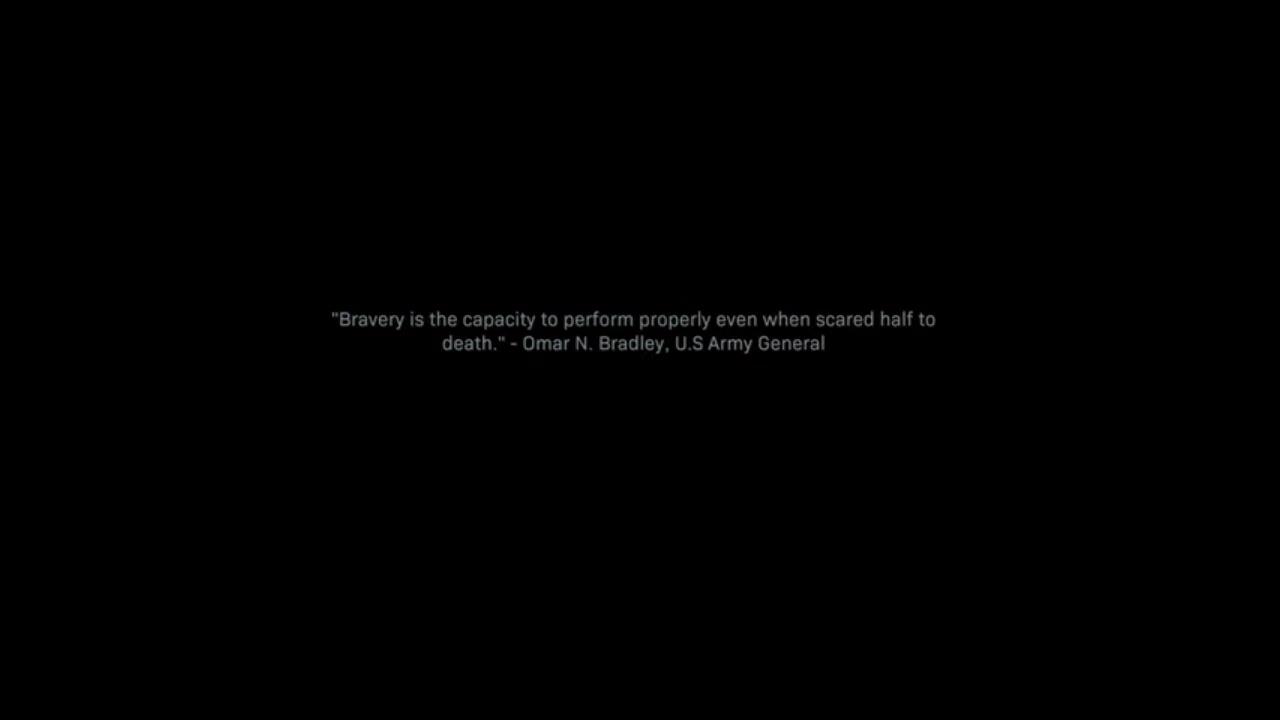 "Bravery is the capacity to perform properly even when scared half to
death." - Omar N. Bradley, U.S Army General